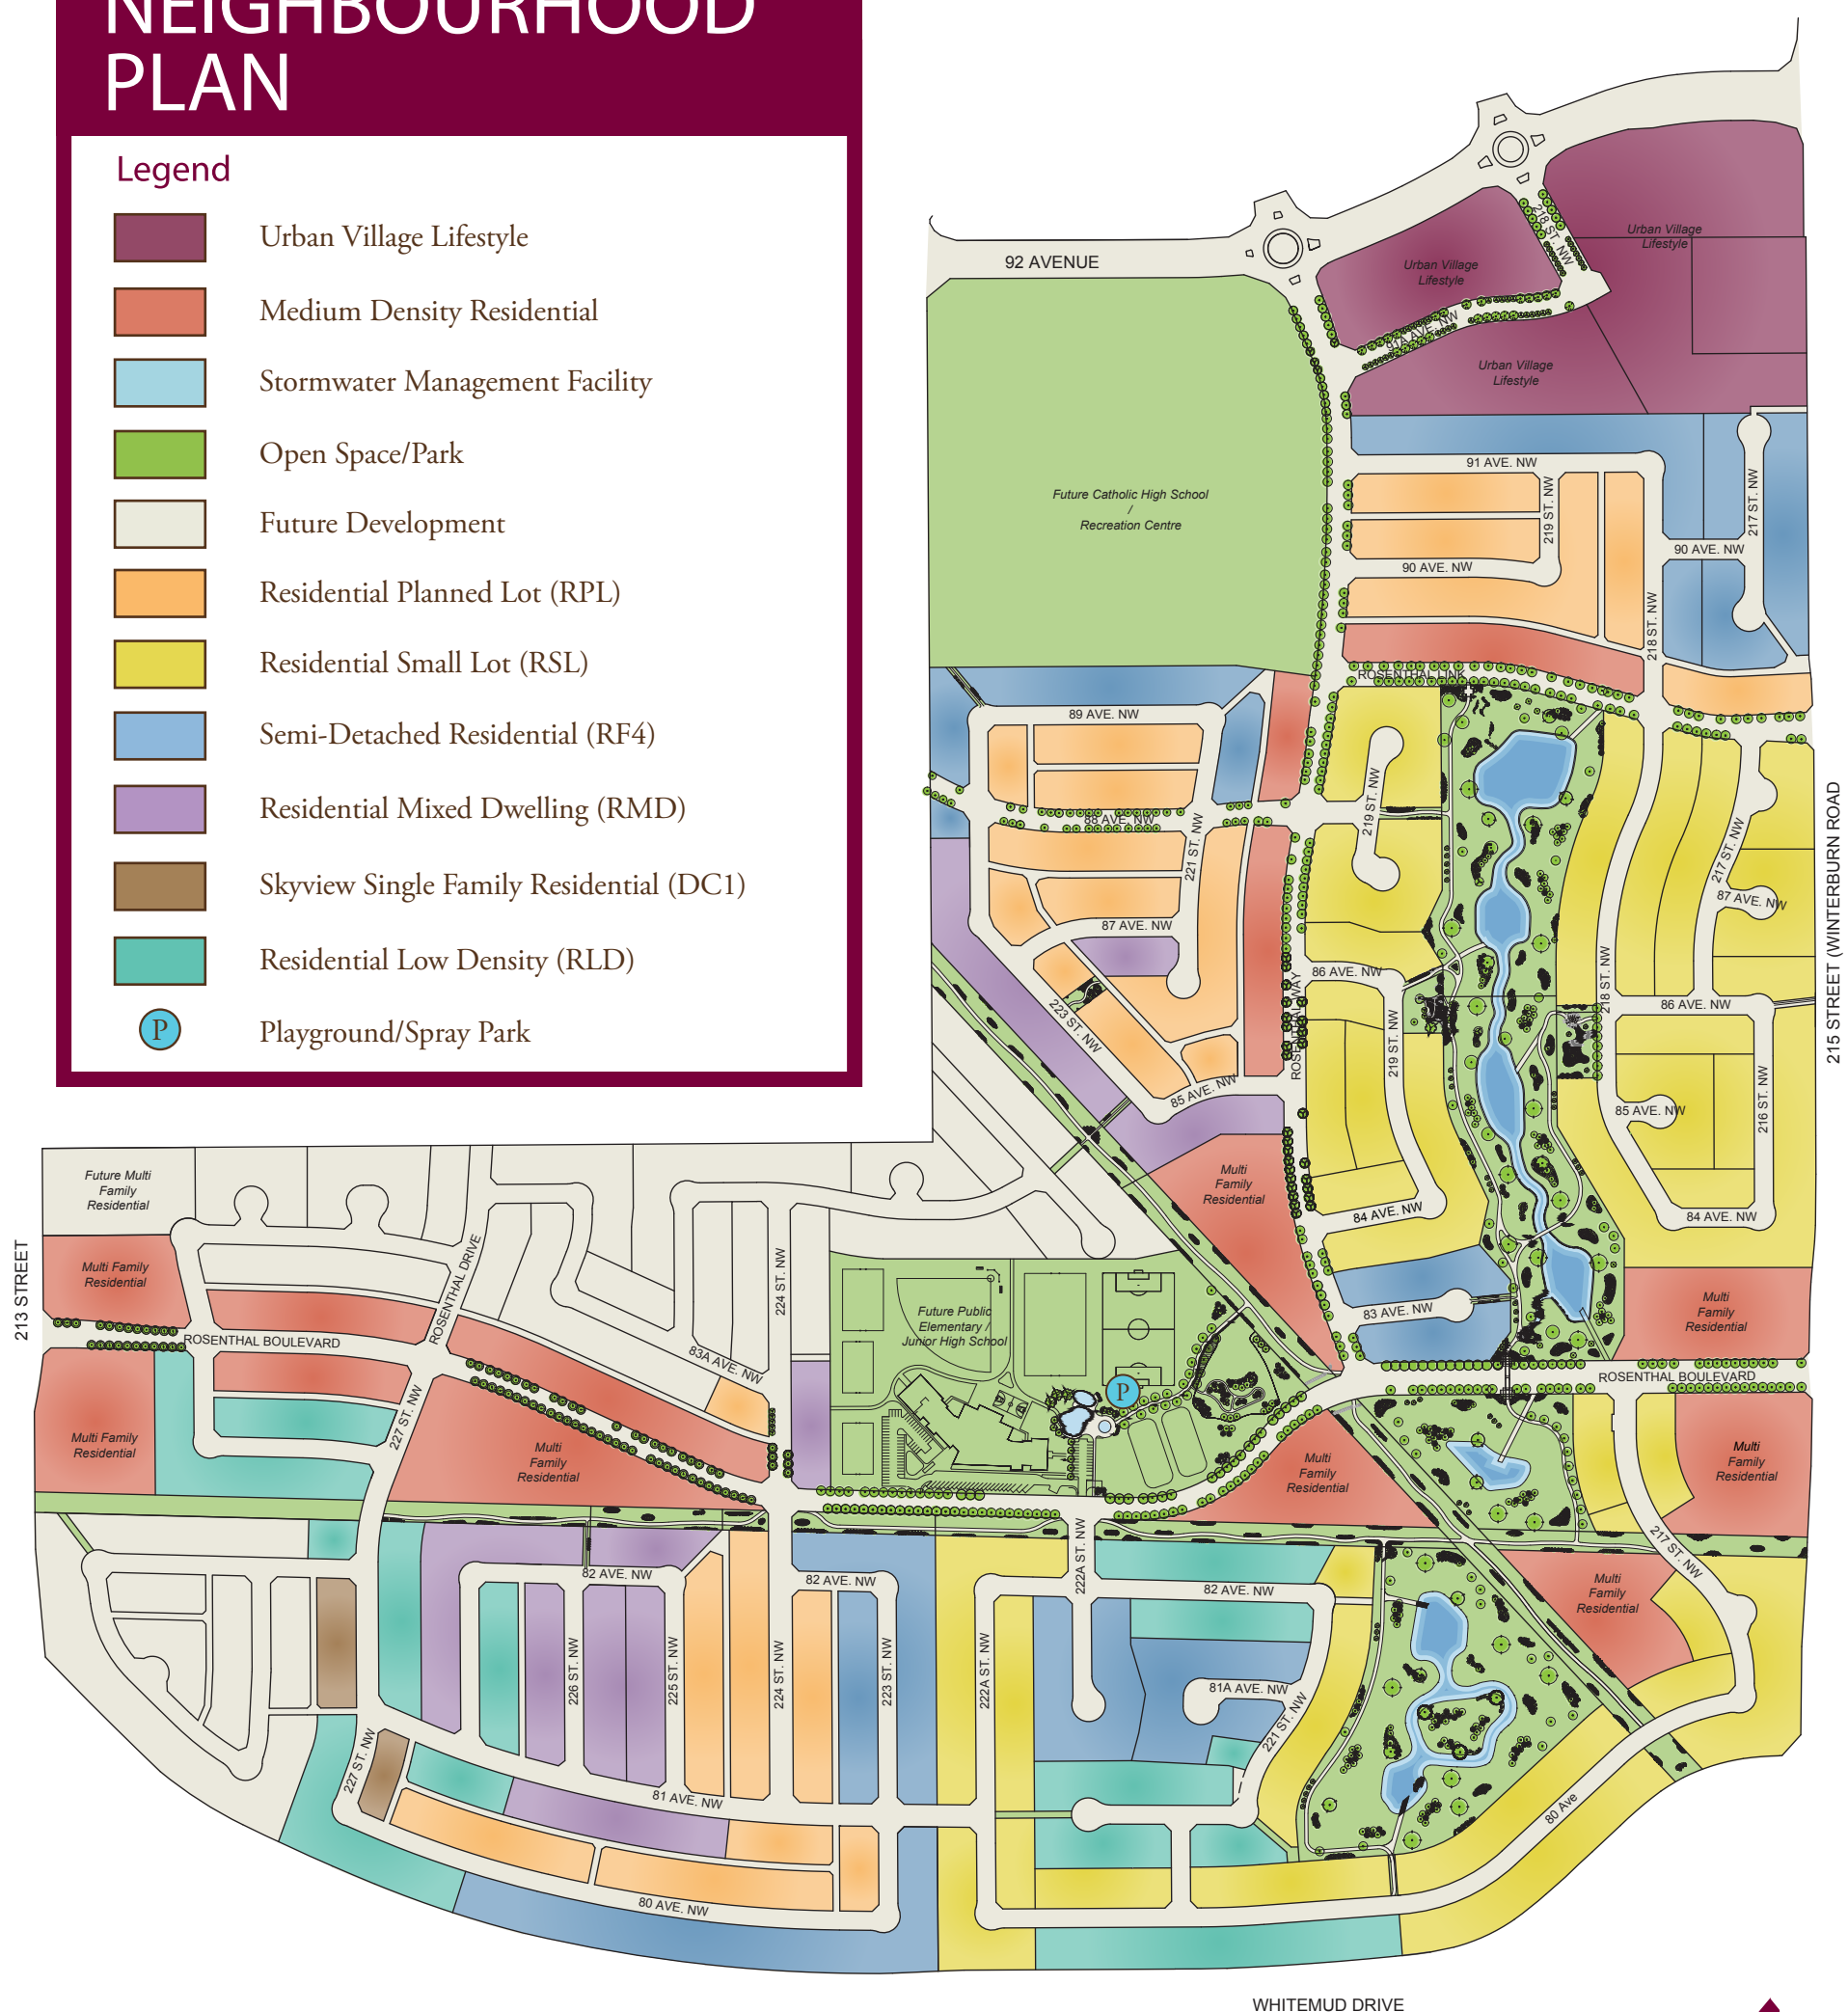 NEIGHBOURHOOD
PLAN
Legend
Urban Village Lifestyle
Medium Density Residential
Stormwater Management Facility
Open Space/Park
Future Development
Residential Planned Lot (RPL)
Residential Small Lot (RSL)
Semi-Detached Residential (RF4)
Residential Mixed Dwelling (RMD)
Skyview Single Family Residential (DC1)
Residential Low Density (RLD)
P
Playground/Spray Park
92 AVENUE
Urban Village
Lifestyle
218 ST. NW
Urban Village
Lifestyle
91A AVE. NW
Urban Village
Lifestyle
Future Catholic High School
/
Recreation Centre
91 AVE. NW
219 ST. NW
217 ST. NW
90 AVE. NW
90 AVE. NW
218 ST. NW
ROSENTHAL LINK
89 AVE. NW
88 AVE. NW
221 ST. NW
219 ST. NW
217 ST. NW
87 AVE. NW
87 AVE. NW
86 AVE. NW
218 ST. NW
86 AVE. NW
223 ST. NW
ROSENTHAL WAY
219 ST. NW
215 STREET (WINTERBURN ROAD
85 AVE. NW
85 AVE. NW
216 ST. NW
84 AVE. NW
84 AVE. NW
Multi
Family
Residential
83 AVE. NW
Multi
Family
Residential
Future Multi
Family
Residential
213 STREET
Multi Family
Residential
ROSENTHAL DRIVE
224 ST. NW
Future Public
Elementary /
Junior High School
ROSENTHAL BOULEVARD
83A AVE. NW
P
ROSENTHAL BOULEVARD
227 ST. NW
Multi Family
Residential
Multi
Family
Residential
Multi
Family
Residential
Multi
Family
Residential
217 ST. NW
82 AVE. NW
82 AVE. NW
222A ST. NW
82 AVE. NW
Multi
Family
Residential
226 ST. NW
225 ST. NW
224 ST. NW
223 ST. NW
222A ST. NW
81A AVE. NW
221 ST. NW
227 ST. NW
81 AVE. NW
80 Ave
80 AVE. NW
WHITEMUD DRIVE